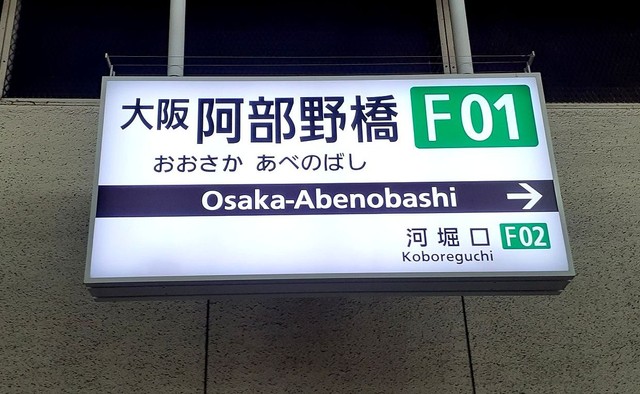 大阪阿部野橋 F01
おおさか あべのばし
Osaka-Abenobashi →
河堀口 F02
Koboreguchi